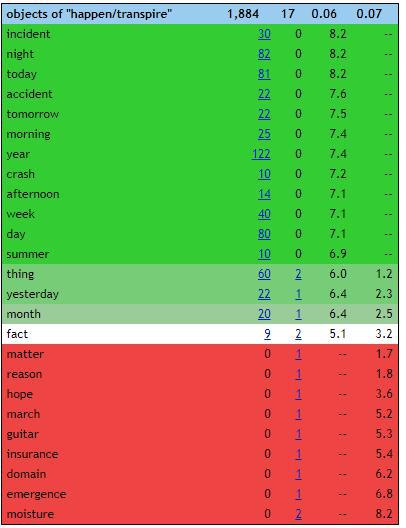 objects of "happen/transpire" 1,884 17 0.06 0.07
incident 30 0 8.2 --
night 82 0 8.2 --
today 81 0 8.2 --
accident 22 0 7.6 --
tomorrow 22 0 7.5 --
morning 25 0 7.4 --
year 122 0 7.4 --
crash 10 0 7.2 --
afternoon 14 0 7.1 --
week 40 0 7.1 --
day 80 0 7.1 --
summer 10 0 6.9 --
thing 60 2 6.0 1.2
yesterday 22 1 6.4 2.3
month 20 1 6.4 2.5
fact 9 2 5.1 3.2
matter 0 1 -- 1.7
reason 0 1 -- 1.8
hope 0 1 -- 3.6
march 0 1 -- 5.2
guitar 0 1 -- 5.3
insurance 0 1 -- 5.4
domain 0 1 -- 6.2
emergence 0 1 -- 6.8
moisture 0 2 -- 8.2